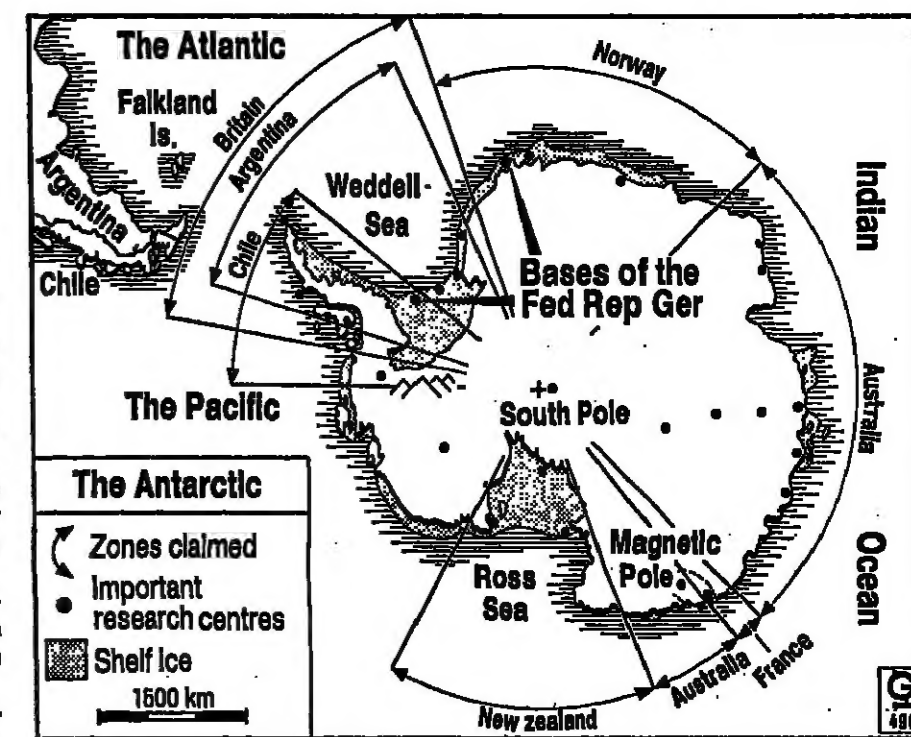 The Atlantic
Falkland
Is.
Argentina
Chile
Britain
Argentina
Chile
Weddell-
Sea
Norway
Indian
Bases of the
Fed Rep Ger
The Pacific
South Pole
Australia
Magnetic
Pole
Ross
Sea
Ocean
France
Australia
New zealand
The Antarctic
Zones claimed
Important
research centres
Shelf Ice
1500 km